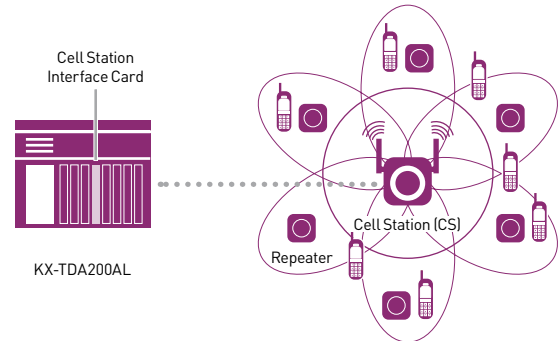 Cell Station
Interface Card
KX-TDA200AL
Cell Station (CS)
Repeater